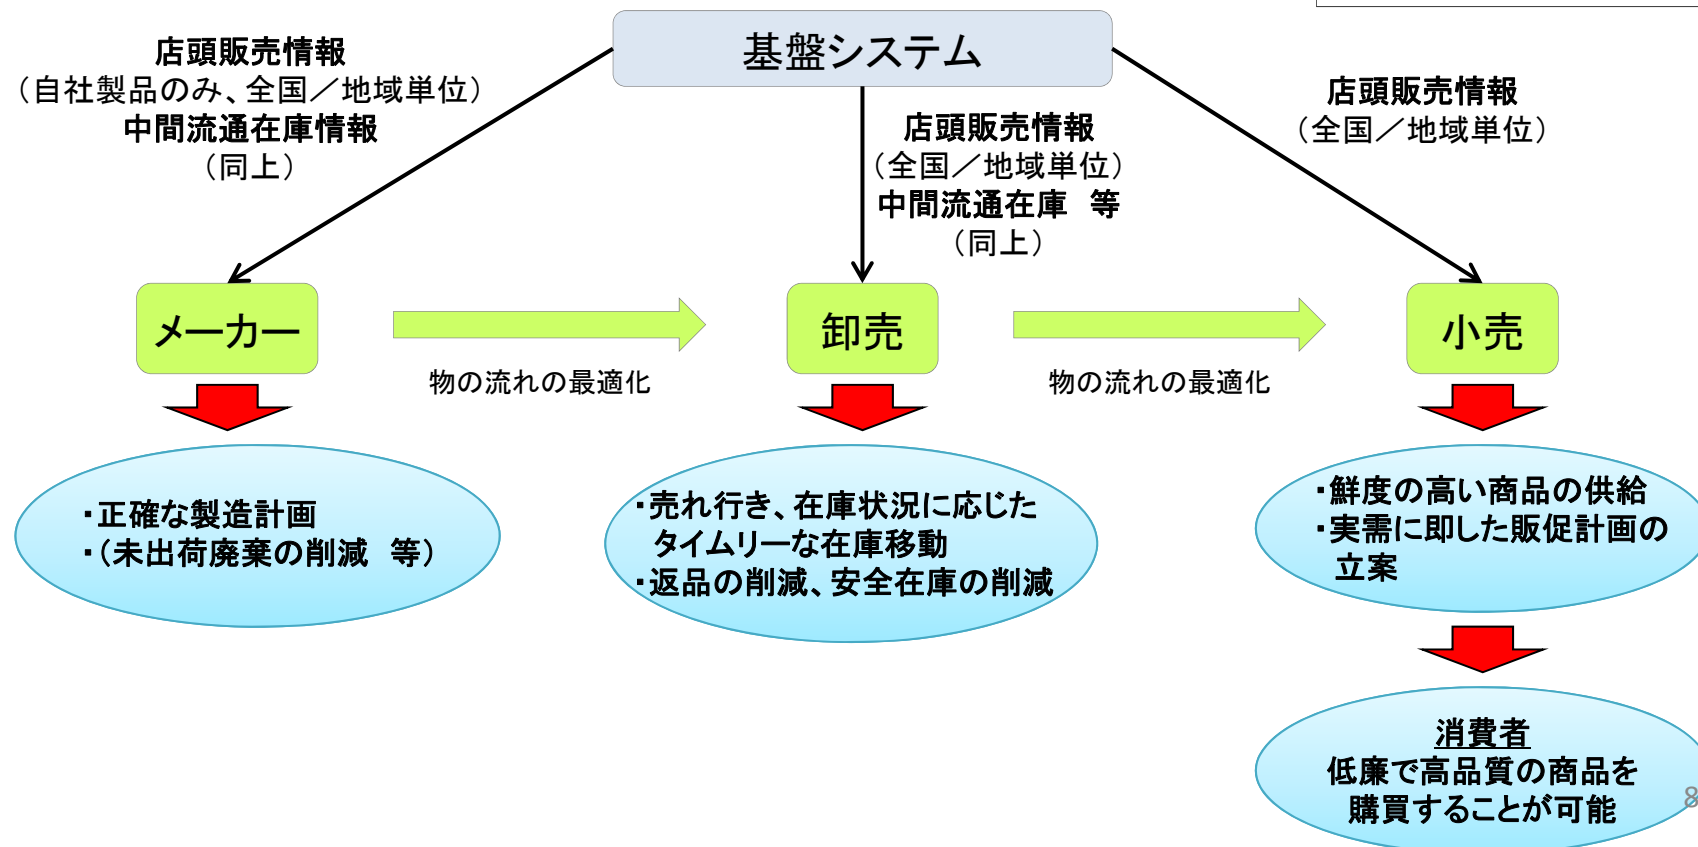 基盤システム
店頭販売情報
（自社製品のみ、全国／地域単位）
中間流通在庫情報
（同上）
店頭販売情報
（全国／地域単位）
中間流通在庫　等
（同上）
店頭販売情報
（全国／地域単位）
メーカー
物の流れの最適化
卸売
物の流れの最適化
小売
・正確な製造計画
・（未出荷廃棄の削減　等）
・売れ行き、在庫状況に応じた
タイムリーな在庫移動
・返品の削減、安全在庫の削減
・鮮度の高い商品の供給
・実需に即した販促計画の
立案
消費者
低廉で高品質の商品を
購買することが可能
8